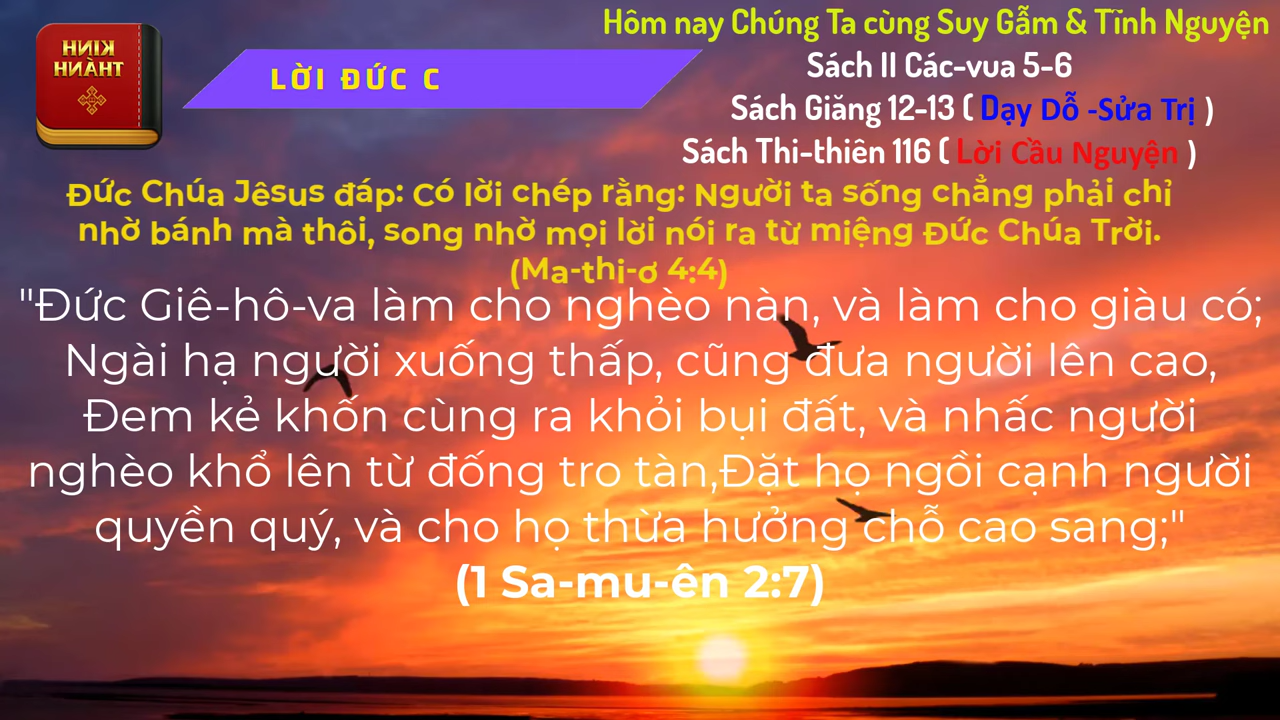 KINH
THÁNH
LỜI ĐỨC C
Hôm nay Chúng Ta cùng Suy Gẫm & Tĩnh Nguyện
Sách II Các-vua 5-6
Sách Giăng 12-13 ( Dạy Dỗ -Sửa Trị )
Sách Thi-thiên 116 ( Lời Cầu Nguyện )
Đức Chúa Jêsus đáp: Có lời chép rằng: Người ta sống chẳng phải chỉ
nhờ bánh mà thôi, song nhờ mọi lời nói ra từ miệng Đức Chúa Trời.
(Ma-thi-ơ 4:4)
"Đức Giê-hô-va làm cho nghèo nàn, và làm cho giàu có;
Ngài hạ người xuống thấp, cũng đưa người lên cao,
Đem kẻ khốn cùng ra khỏi bụi đất, và nhấc người
nghèo khổ lên từ đống tro tàn,Đặt họ ngồi cạnh người
quyền quý, và cho họ thừa hưởng chỗ cao sang;"
(1 Sa-mu-ên 2:7)